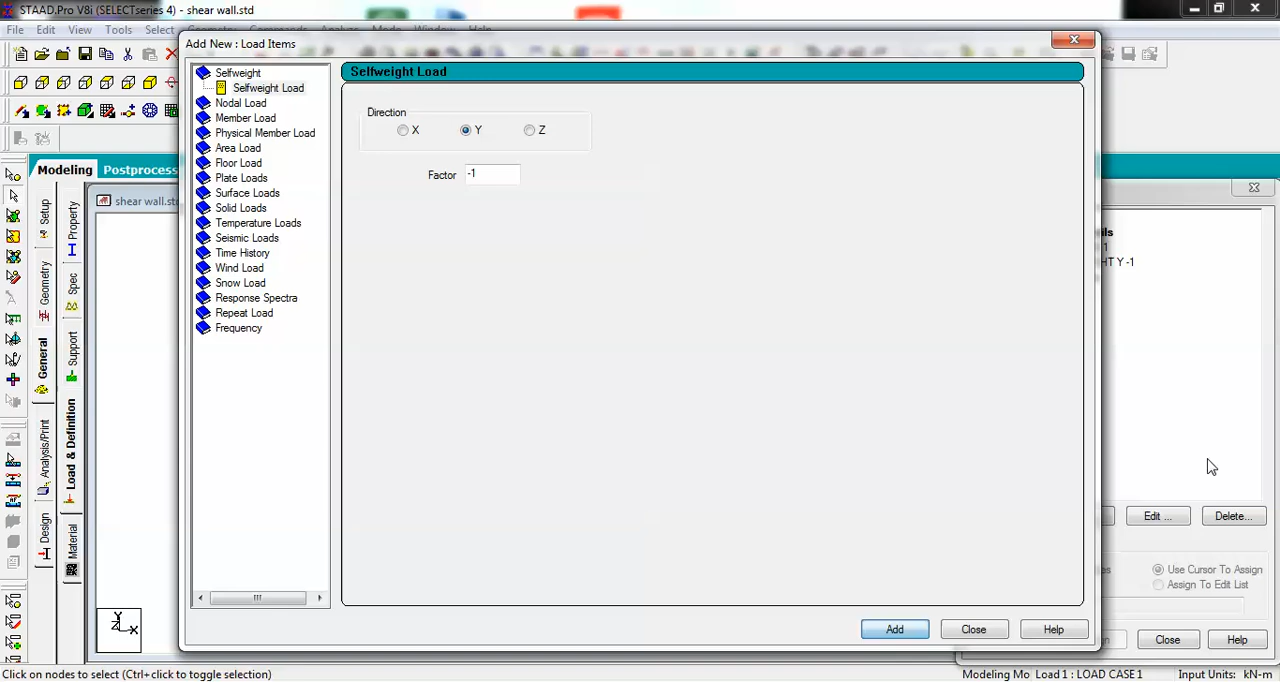 STAAD.Pro V8i (SELECTseries 4) - shear wall.std
File Edit View Tools Select
Add New : Load Items
Selfweight
Selfweight Load
Nodal Load
Member Load
Physical Member Load
Area Load
Floor Load
Plate Loads
Surface Loads
Solid Loads
Temperature Loads
Seismic Loads
Time History
Wind Load
Snow Load
Response Spectra
Repeat Load
Frequency
Selfweight Load
Direction
X Y Z
Factor -1
Add Close Help
Modeling Postproces
shear wall.st
Setup
Geometry
General
Analysis/Print
Design
Property
Spec
Support
Load & Definition
Material
ils
1
HT Y -1
Edit ... Delete...
es Use Cursor To Assign
Assign To Edit List
Close Help
Y
Z X
Click on nodes to select (Ctrl+click to toggle selection)
Modeling Mo Load 1 : LOAD CASE 1 Input Units: kN-m